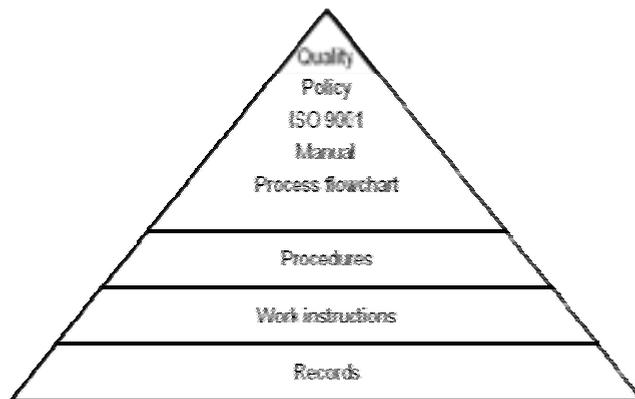 Quality
Policy
ISO 9001
Manual
Process flowchart
Procedures
Work instructions
Records